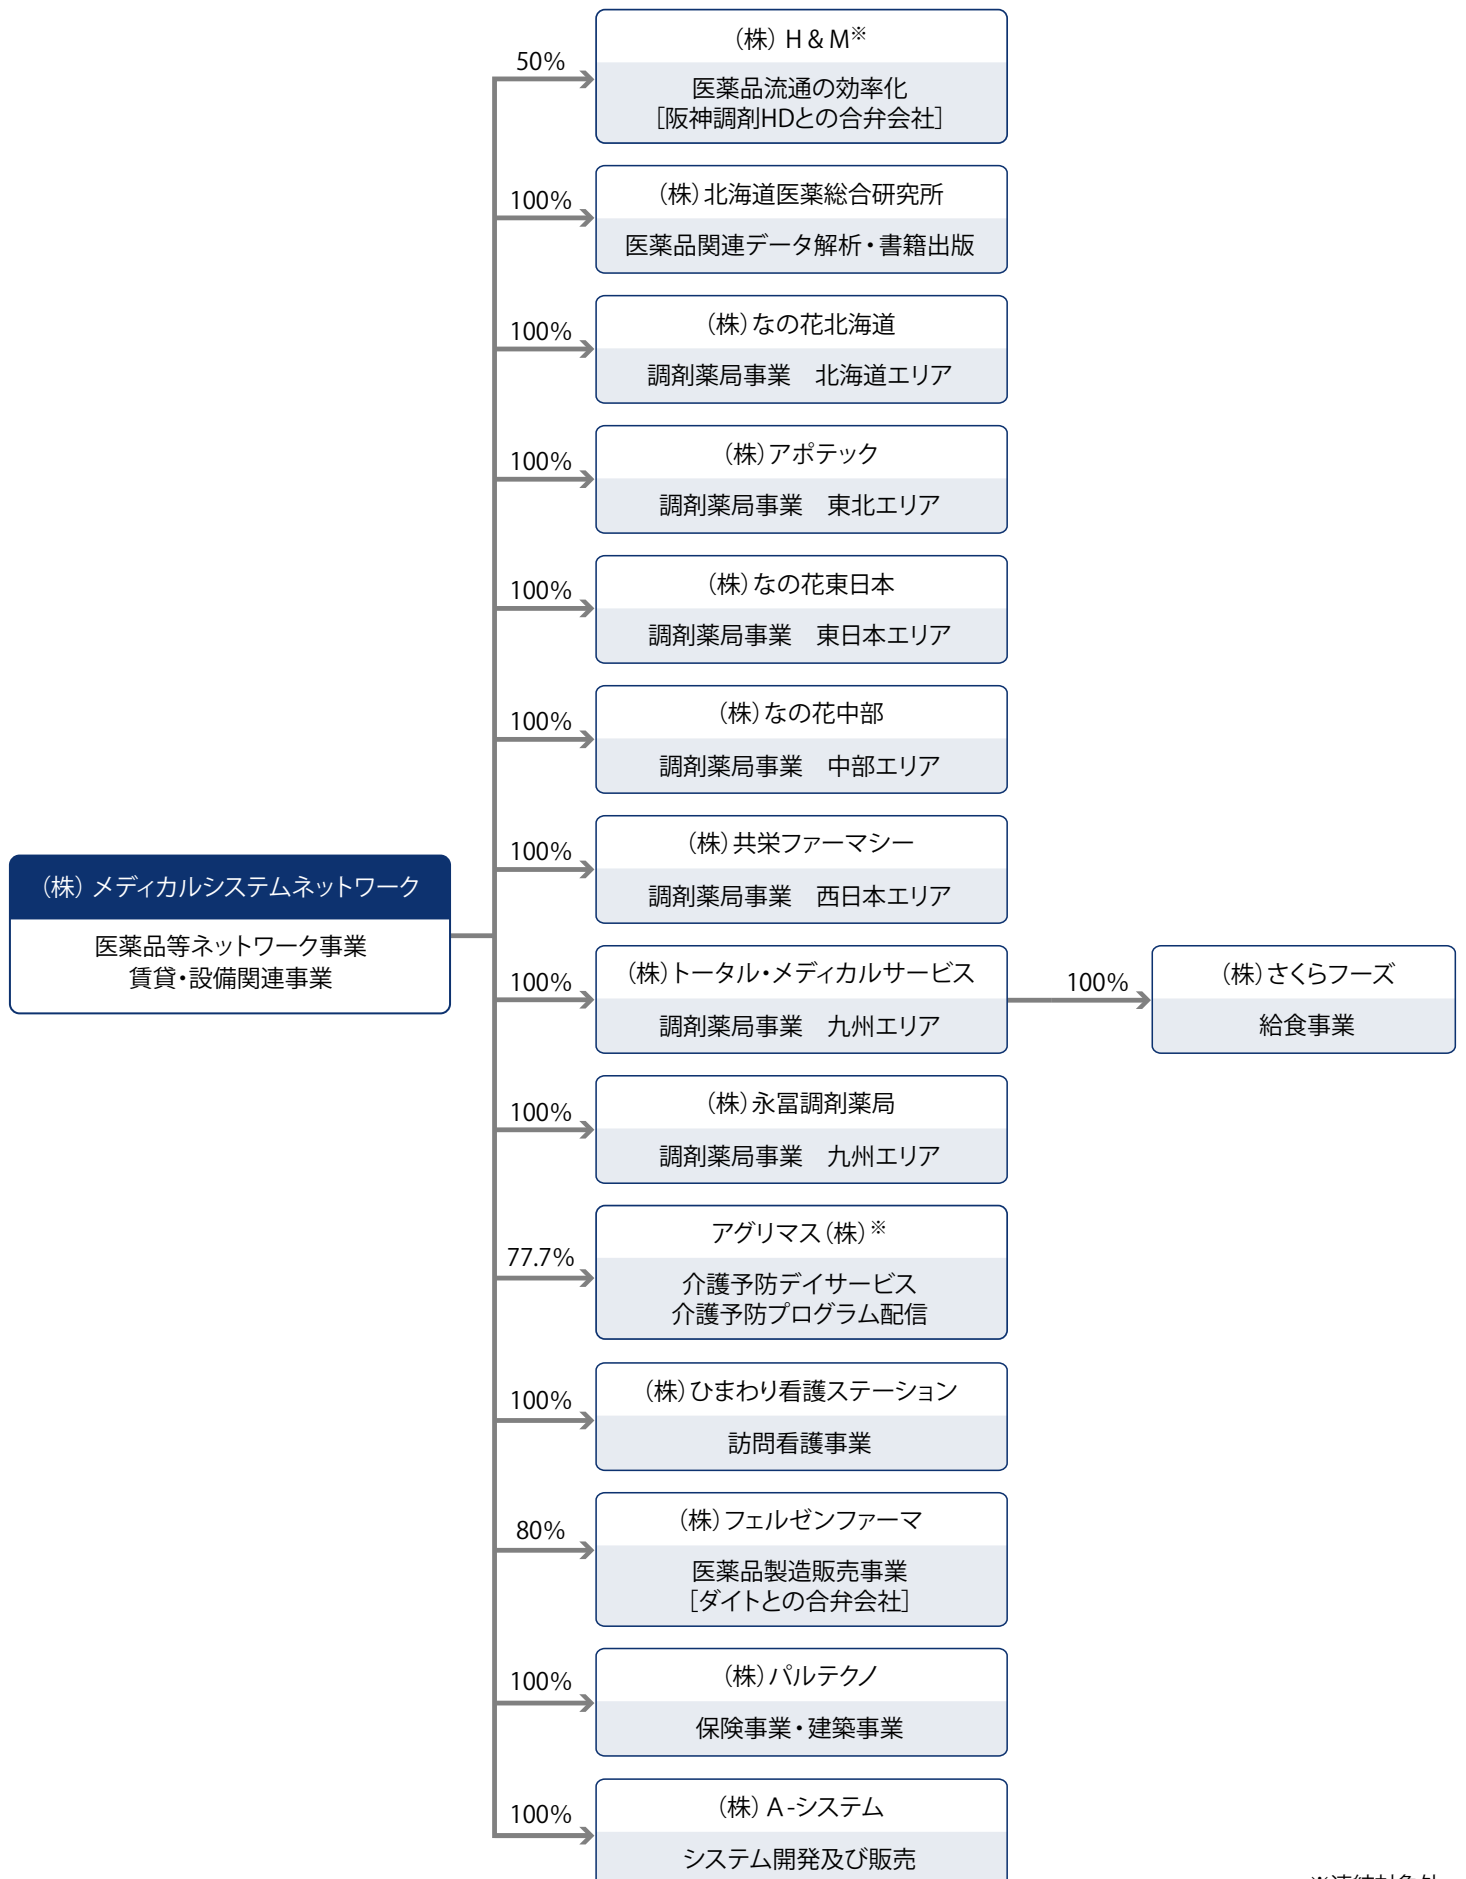 （株）H & M※
50%
医薬品流通の効率化
［阪神調剤HDとの合弁会社］
（株）北海道医薬総合研究所
100%
医薬品関連データ解析・書籍出版
（株）なの花北海道
100%
調剤薬局事業　北海道エリア
（株）アポテック
100%
調剤薬局事業　東北エリア
（株）なの花東日本
100%
調剤薬局事業　東日本エリア
（株）なの花中部
100%
調剤薬局事業　中部エリア
（株）共栄ファーマシー
100%
調剤薬局事業　西日本エリア
（株）メディカルシステムネットワーク
医薬品等ネットワーク事業
賃貸・設備関連事業
（株）トータル・メディカルサービス
100%
調剤薬局事業　九州エリア
100%
（株）さくらフーズ
給食事業
（株）永冨調剤薬局
100%
調剤薬局事業　九州エリア
アグリマス（株）※
77.7%
介護予防デイサービス
介護予防プログラム配信
（株）ひまわり看護ステーション
100%
訪問看護事業
（株）フェルゼンファーマ
80%
医薬品製造販売事業
［ダイトとの合弁会社］
（株）パルテクノ
100%
保険事業・建築事業
（株）A-システム
100%
システム開発及び販売